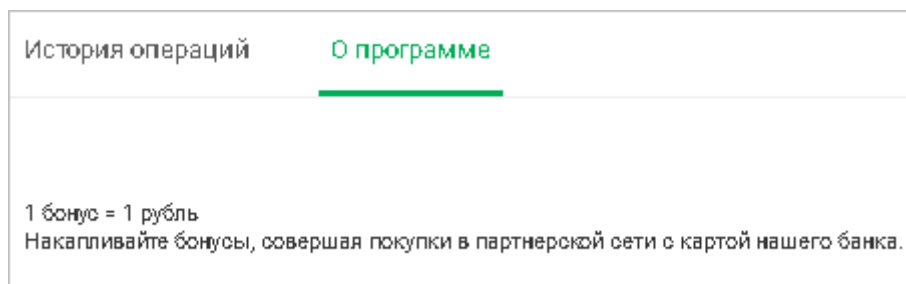 История операций О программе
1 бонус = 1 рубль
Накапливайте бонусы, совершая покупки в партнерской сети с картой нашего банка.